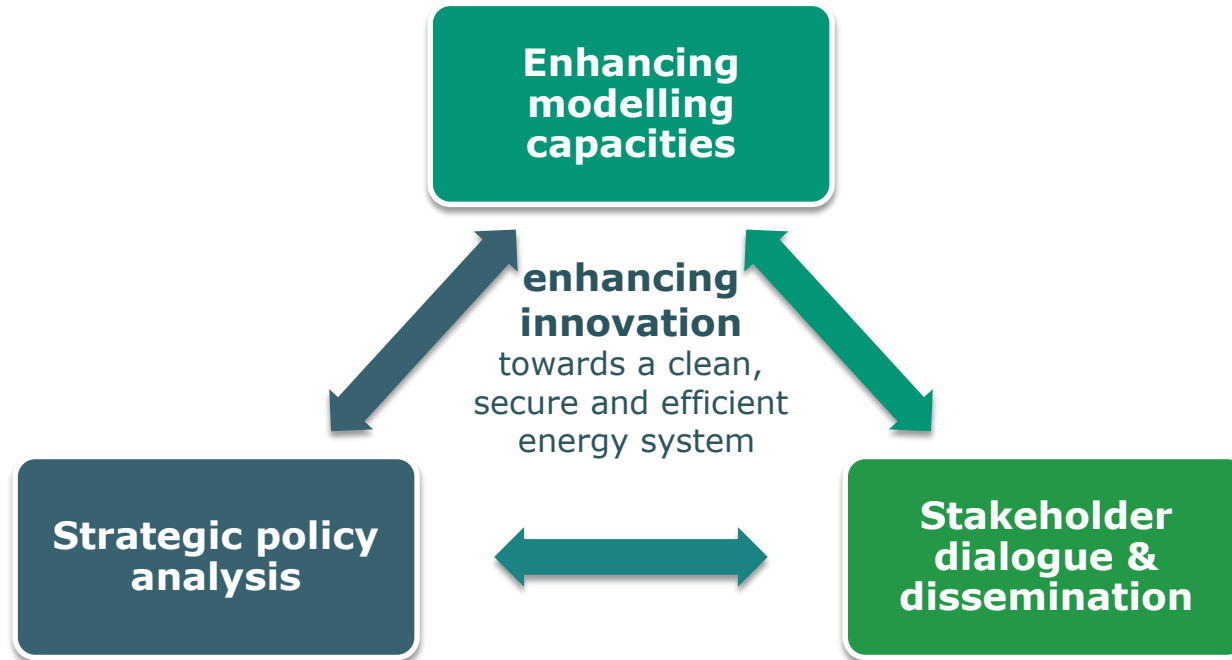 Enhancing
modelling
capacities
enhancing
innovation
towards a clean,
secure and efficient
energy system
Strategic policy
analysis
Stakeholder
dialogue &
dissemination